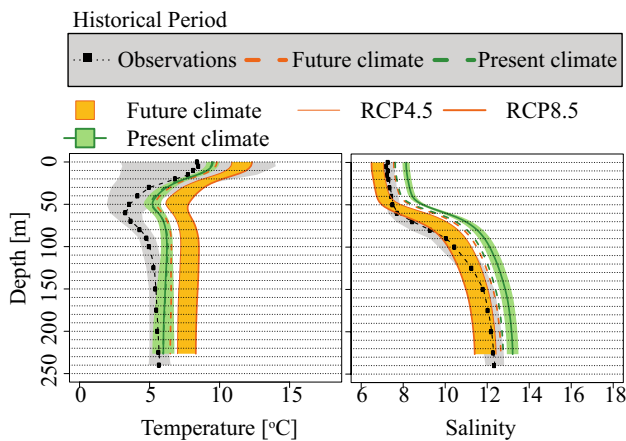 Historical Period
Observations Future climate Present climate
Future climate RCP4.5 RCP8.5
Present climate
Depth [m]
0
50
100
150
200
250
0 5 10 15
6 8 10 12 14 16 18
Temperature [°C] Salinity